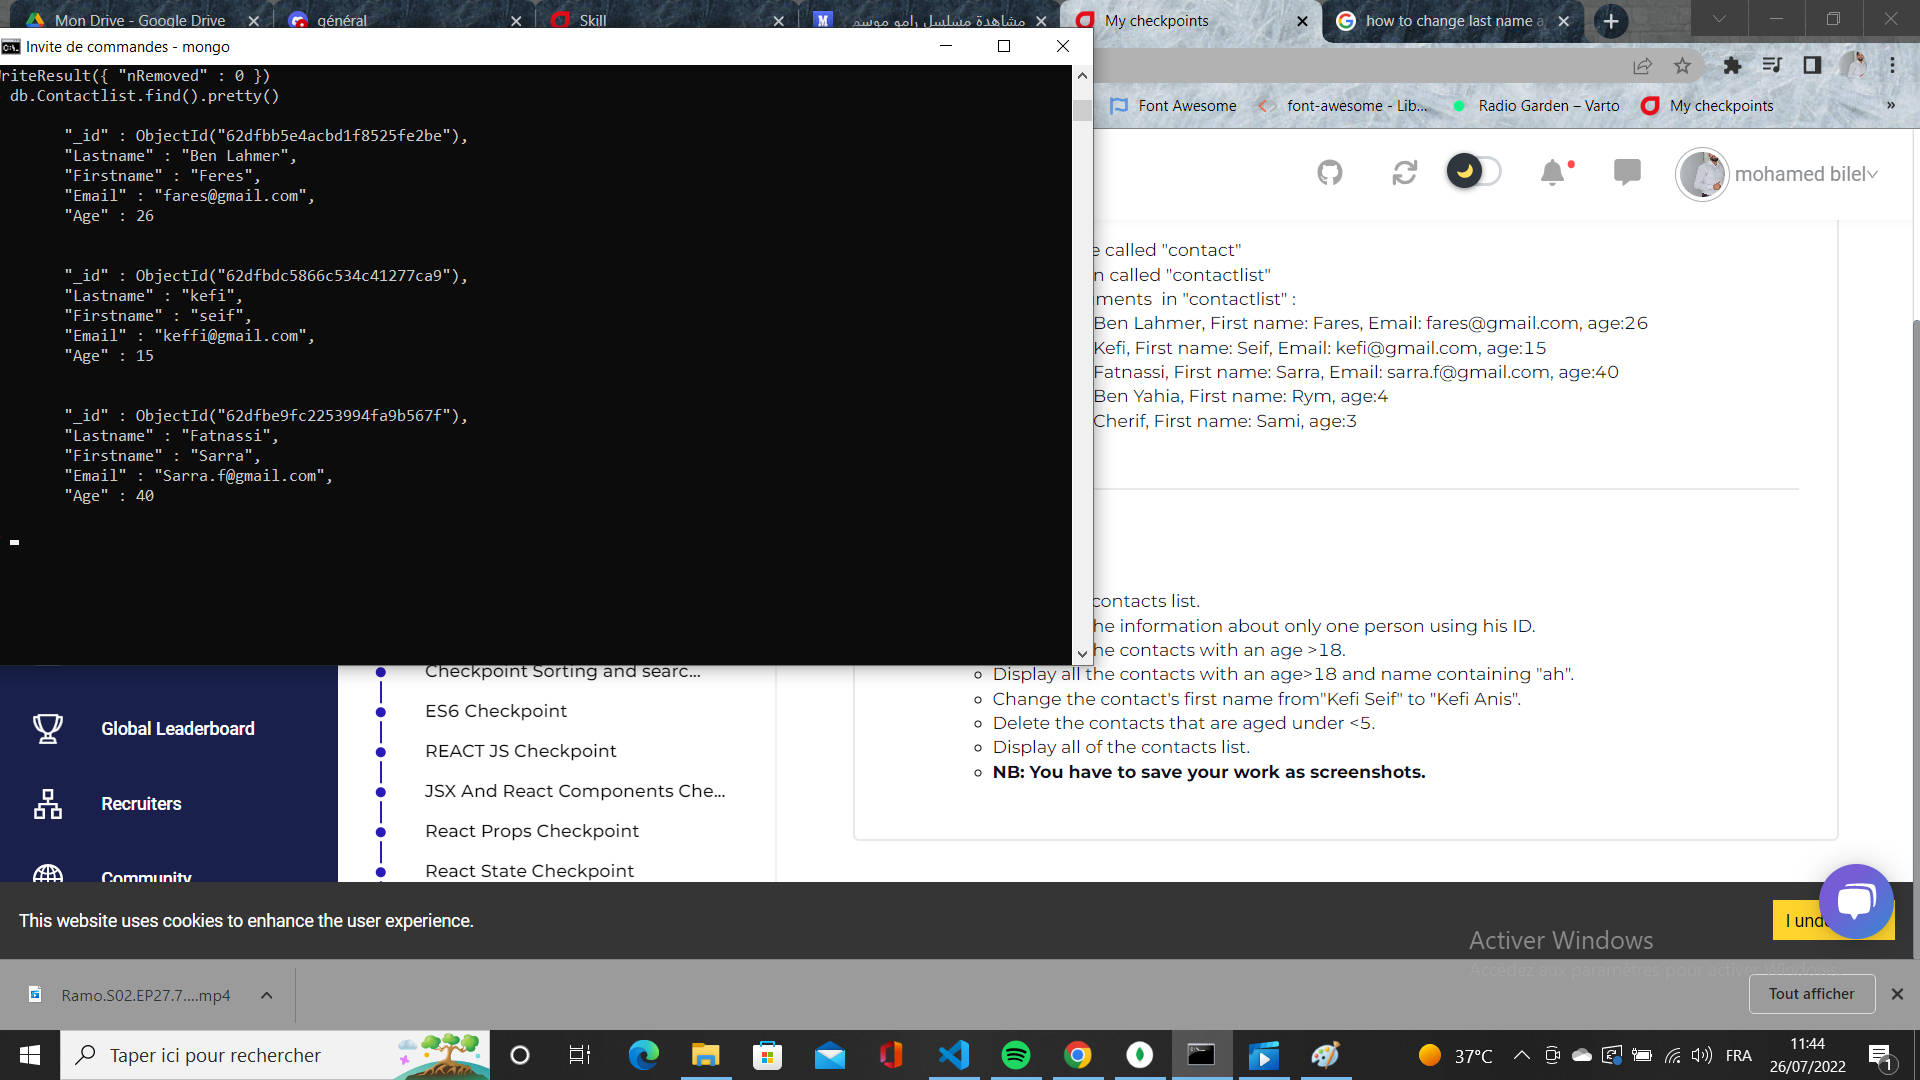 Mon Drive - Google Drive
général
Skill
مشاهدة مسلسل رامو موسم
My checkpoints
how to change last name a
Invite de commandes - mongo
riteResult({ "nRemoved" : 0 })
db.Contactlist.find().pretty()
"_id" : ObjectId("62dfbb5e4acbd1f8525fe2be"),
"Lastname" : "Ben Lahmer",
"Firstname" : "Feres",
"Email" : "fares@gmail.com",
"Age" : 26
"_id" : ObjectId("62dfbdc5866c534c41277ca9"),
"Lastname" : "kefi",
"Firstname" : "seif",
"Email" : "keffi@gmail.com",
"Age" : 15
"_id" : ObjectId("62dfbe9fc2253994fa9b567f"),
"Lastname" : "Fatnassi",
"Firstname" : "Sarra",
"Email" : "Sarra.f@gmail.com",
"Age" : 40
Font Awesome
font-awesome - Lib...
Radio Garden – Varto
My checkpoints
»
mohamed bilel
e called "contact"
n called "contactlist"
ments in "contactlist" :
Ben Lahmer, First name: Fares, Email: fares@gmail.com, age:26
Kefi, First name: Seif, Email: kefi@gmail.com, age:15
Fatnassi, First name: Sarra, Email: sarra.f@gmail.com, age:40
Ben Yahia, First name: Rym, age:4
Cherif, First name: Sami, age:3
contacts list.
he information about only one person using his ID.
he contacts with an age >18.
Display all the contacts with an age>18 and name containing "ah".
Change the contact's first name from"Kefi Seif" to "Kefi Anis".
Delete the contacts that are aged under <5.
Display all of the contacts list.
NB: You have to save your work as screenshots.
Checkpoint Sorting and searc...
ES6 Checkpoint
REACT JS Checkpoint
JSX And React Components Che...
React Props Checkpoint
React State Checkpoint
Global Leaderboard
Recruiters
Community
This website uses cookies to enhance the user experience.
I und
Activer Windows
Accédez aux paramètres pour activer Windows.
Ramo.S02.EP27.7....mp4
Tout afficher
Taper ici pour rechercher
37°C
FRA
11:44
26/07/2022
1